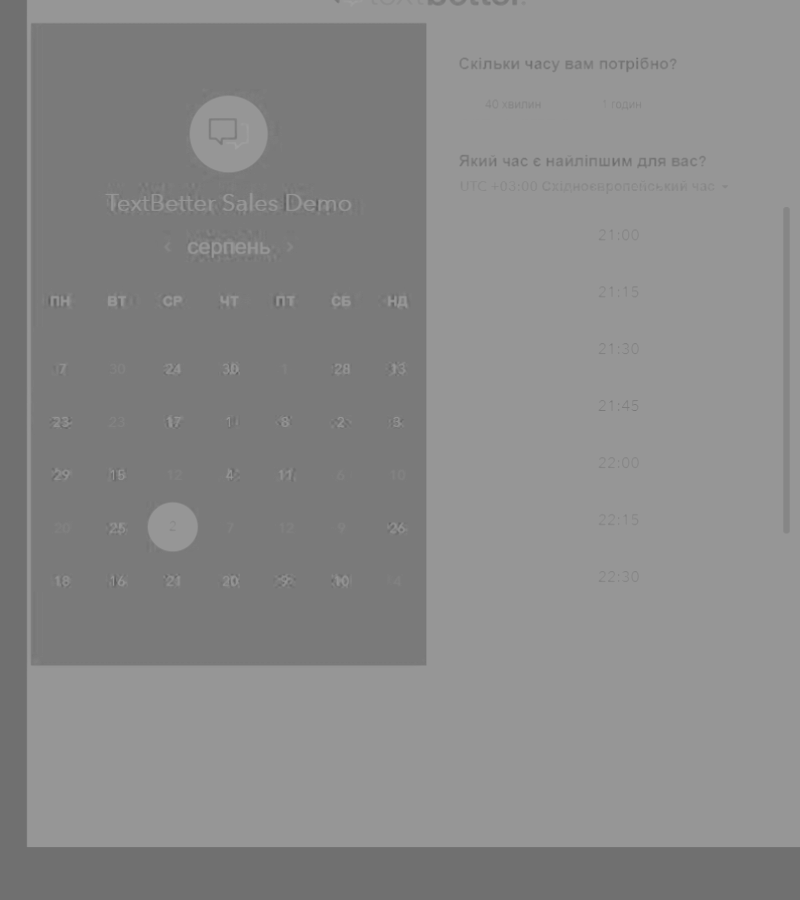 textbetter.
TextBetter Sales Demo
‹ серпень ›
ПН ВТ СР ЧТ ПТ СБ НД
7 30 24 30 1 28 13
23 23 17 1 8 2 3
29 15 12 4 11 6 10
20 25 2 7 12 9 26
18 16 21 20 9 10
Скільки часу вам потрібно?
40 хвилин 1 годин
Який час є найліпшим для вас?
UTC +03:00 Східноєвропейський час
21:00
21:15
21:30
21:45
22:00
22:15
22:30